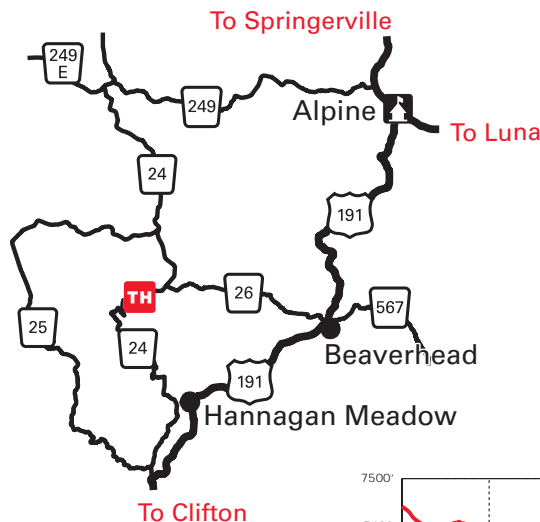 To Springerville
249
E
249
Alpine
To Luna
24
191
TH
26
567
25
24
Beaverhead
191
Hannagan Meadow
7500'
To Clifton